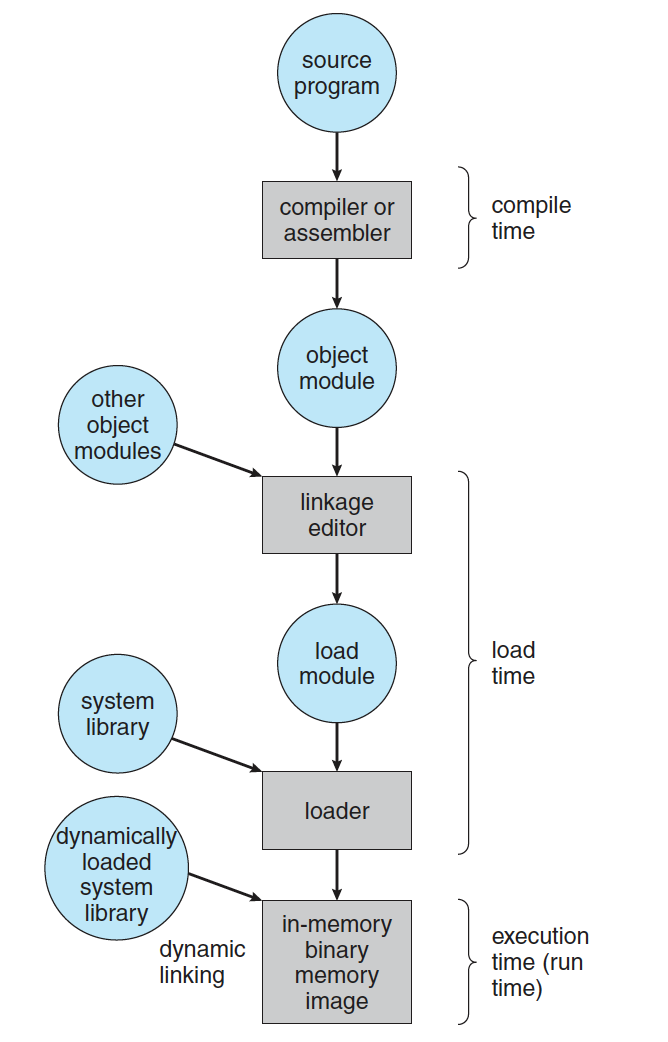 source
program
compiler or
assembler
compile
time
object
module
other
object
modules
linkage
editor
load
module
load
time
system
library
loader
dynamically
loaded
system
library
dynamic
linking
in-memory
binary
memory
image
execution
time (run
time)